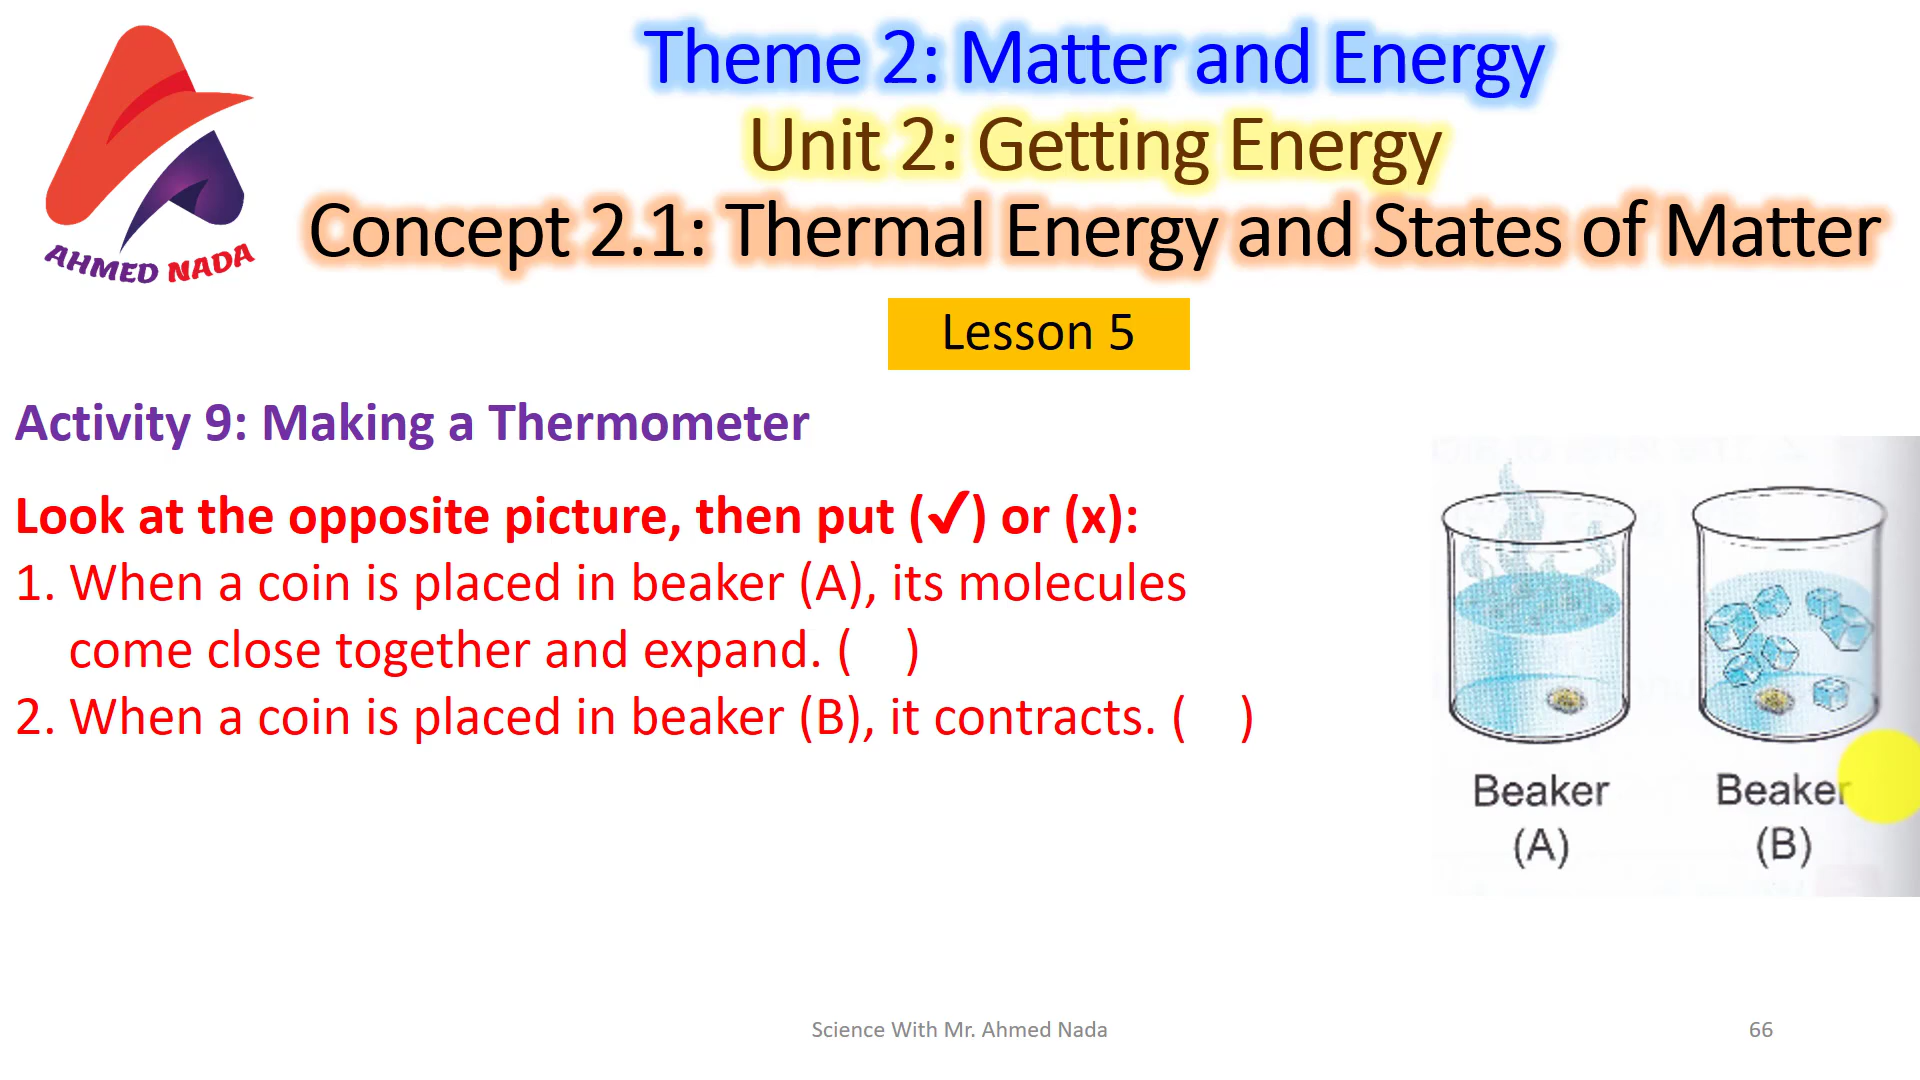 Theme 2: Matter and Energy
Unit 2: Getting Energy
Concept 2.1: Thermal Energy and States of Matter
AHMED NADA
Lesson 5
Activity 9: Making a Thermometer
Look at the opposite picture, then put (✓) or (x):
1. When a coin is placed in beaker (A), its molecules
come close together and expand. (    )
2. When a coin is placed in beaker (B), it contracts. (    )
Beaker
(A)
Beaker
(B)
Science With Mr. Ahmed Nada
66